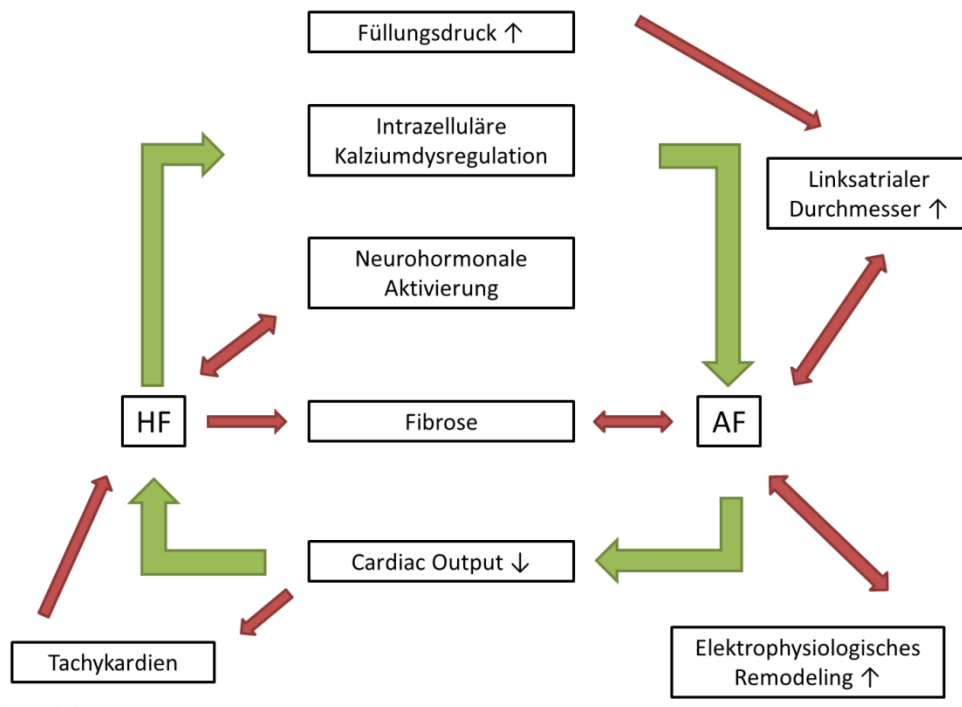 Füllungsdruck ↑
Intrazelluläre
Kalziumdysregulation
Linksatrialer
Durchmesser ↑
Neurohormonale
Aktivierung
HF
Fibrose
AF
Cardiac Output ↓
Tachykardien
Elektrophysiologisches
Remodeling ↑